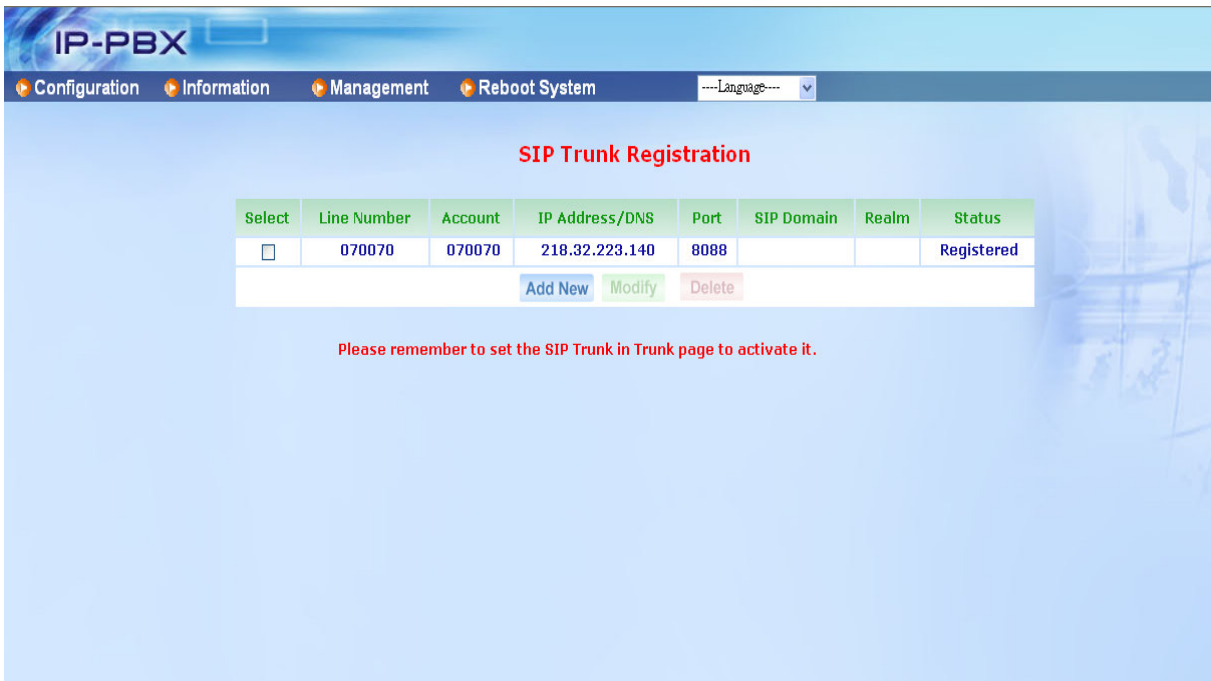 IP-PBX
Configuration Information Management Reboot System ----Language----
SIP Trunk Registration
Select Line Number Account IP Address/DNS Port SIP Domain Realm Status
070070 070070 218.32.223.140 8088 Registered
Add New Modify Delete
Please remember to set the SIP Trunk in Trunk page to activate it.